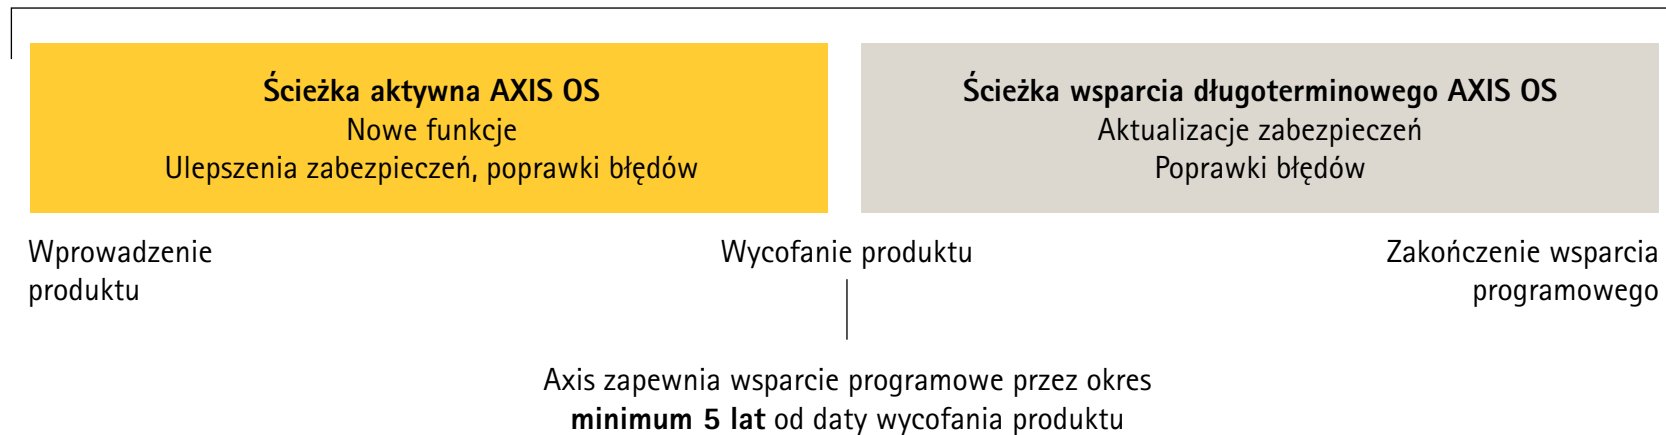 Ścieżka aktywna AXIS OS
Nowe funkcje
Ulepszenia zabezpieczeń, poprawki błędów
Ścieżka wsparcia długoterminowego AXIS OS
Aktualizacje zabezpieczeń
Poprawki błędów
Wprowadzenie
produktu
Wycofanie produktu
Zakończenie wsparcia
programowego
Axis zapewnia wsparcie programowe przez okres
minimum 5 lat od daty wycofania produktu